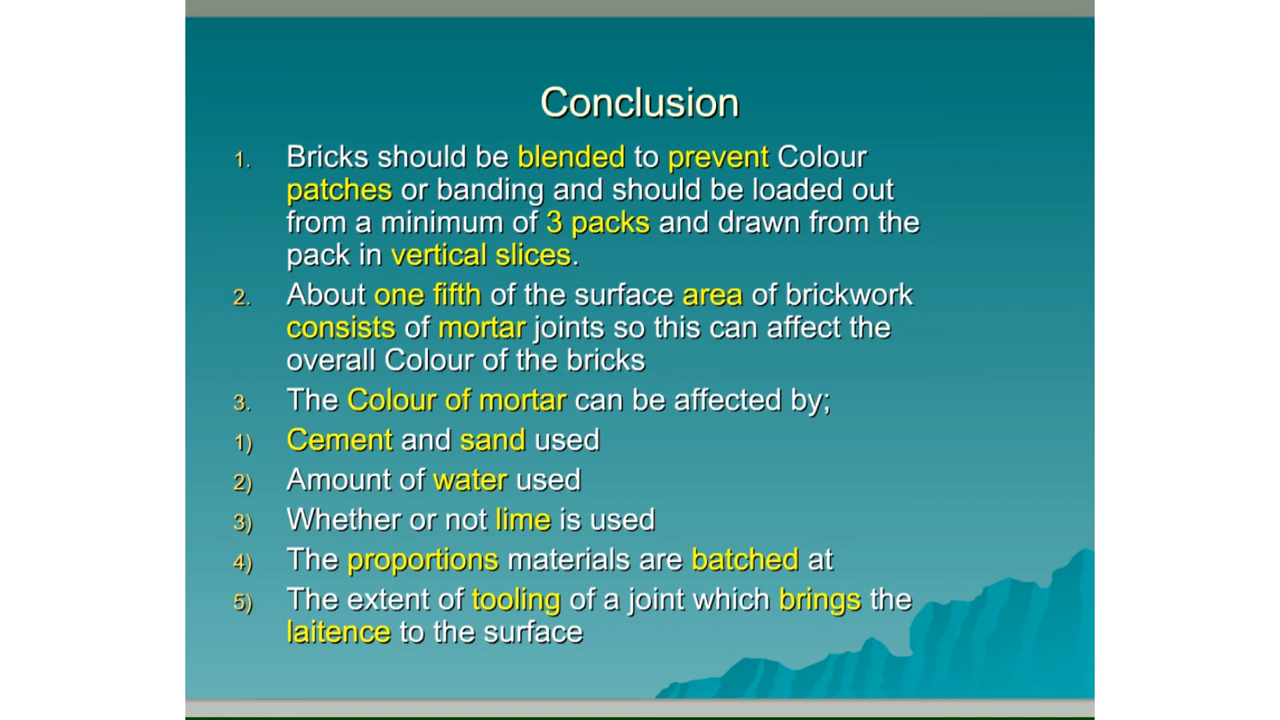 Conclusion
1. Bricks should be blended to prevent Colour
patches or banding and should be loaded out
from a minimum of 3 packs and drawn from the
pack in vertical slices.
2. About one fifth of the surface area of brickwork
consists of mortar joints so this can affect the
overall Colour of the bricks
3. The Colour of mortar can be affected by;
1) Cement and sand used
2) Amount of water used
3) Whether or not lime is used
4) The proportions materials are batched at
5) The extent of tooling of a joint which brings the
laitence to the surface